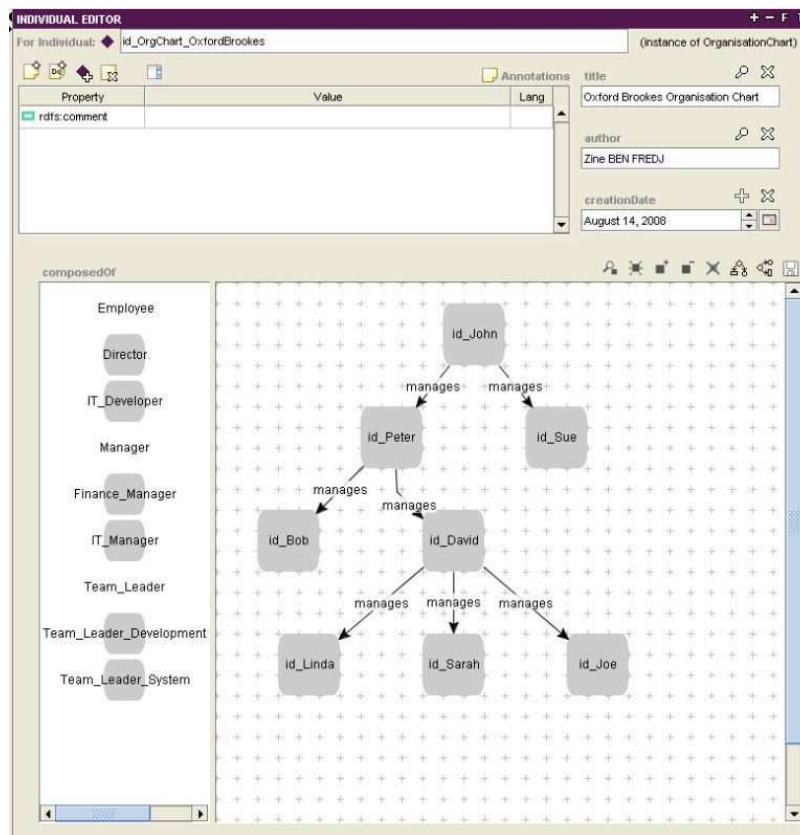 INDIVIDUAL EDITOR
+ − F T
For Individual: id_OrgChart_OxfordBrookes (instance of OrganisationChart)
Annotations
Property Value Lang
rdfs:comment
title
Oxford Brookes Organisation Chart
author
Zine BEN FREDJ
creationDate
August 14, 2008
composedOf
Employee
Director
IT_Developer
Manager
Finance_Manager
IT_Manager
Team_Leader
Team_Leader_Development
Team_Leader_System
id_John
manages manages
id_Peter id_Sue
manages
manages
id_Bob id_David
manages manages manages
id_Linda id_Sarah id_Joe